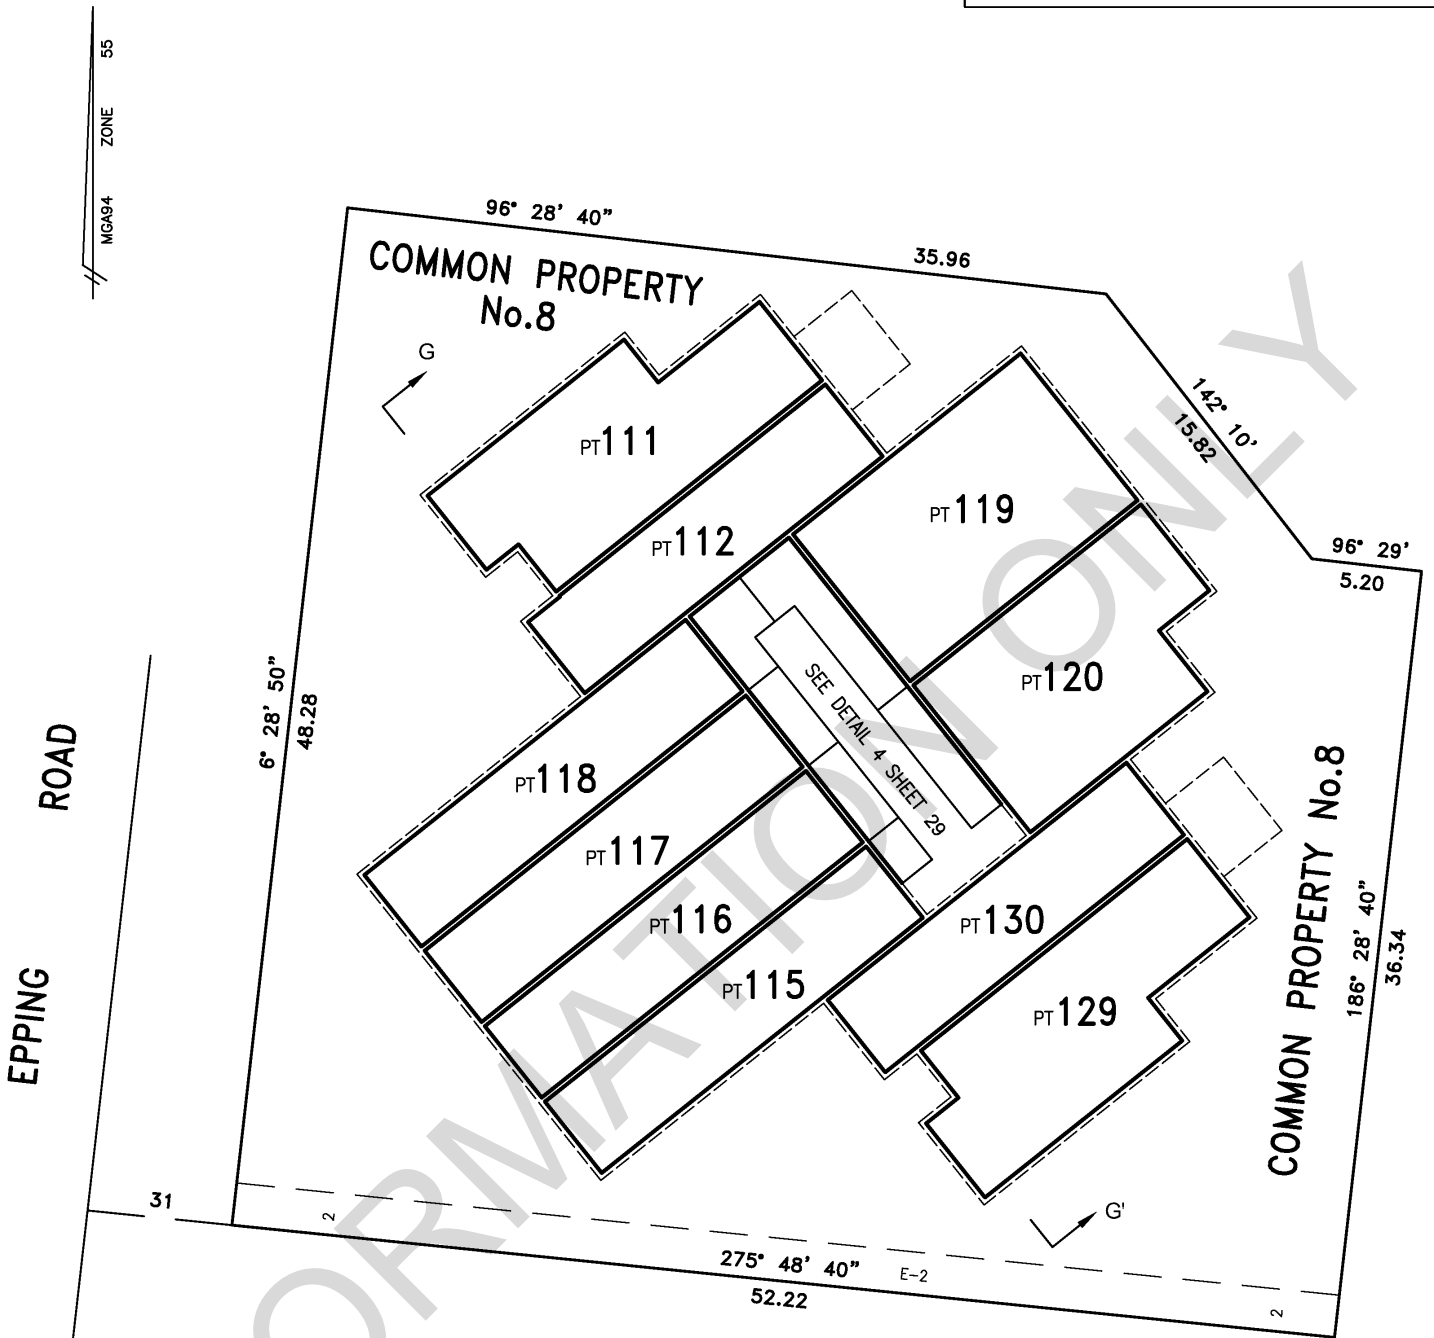 MGA94 ZONE 55
96° 28' 40"
35.96
COMMON PROPERTY
No.8
G
142° 10'
15.82
96° 29'
5.20
PT111
PT112
PT119
PT120
6° 28' 50"
48.28
SEE DETAIL 4 SHEET 29
PT118
PT117
PT116
PT115
PT130
PT129
COMMON PROPERTY No.8
186° 28' 40"
36.34
EPPING ROAD
31
2
G'
275° 48' 40"
E-2
52.22
2
ORMATION ONLY